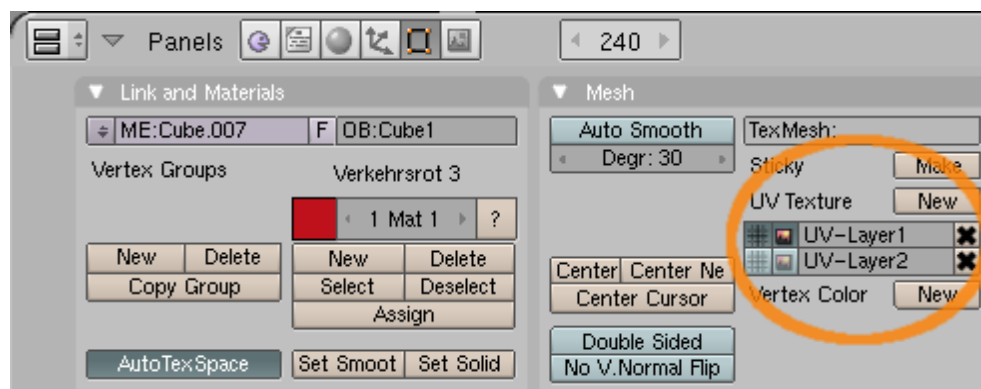 Panels 240
Link and Materials
ME:Cube.007 F OB:Cube1
Vertex Groups
Verkehrsrot 3
1 Mat 1 ?
New Delete
Copy Group
New Delete
Select Deselect
Assign
AutoTexSpace
Set Smoot Set Solid
Mesh
Auto Smooth
Degr: 30
TexMesh:
Sticky Make
UV Texture New
UV-Layer1
UV-Layer2
Vertex Color New
Center Center Ne
Center Cursor
Double Sided
No V.Normal Flip